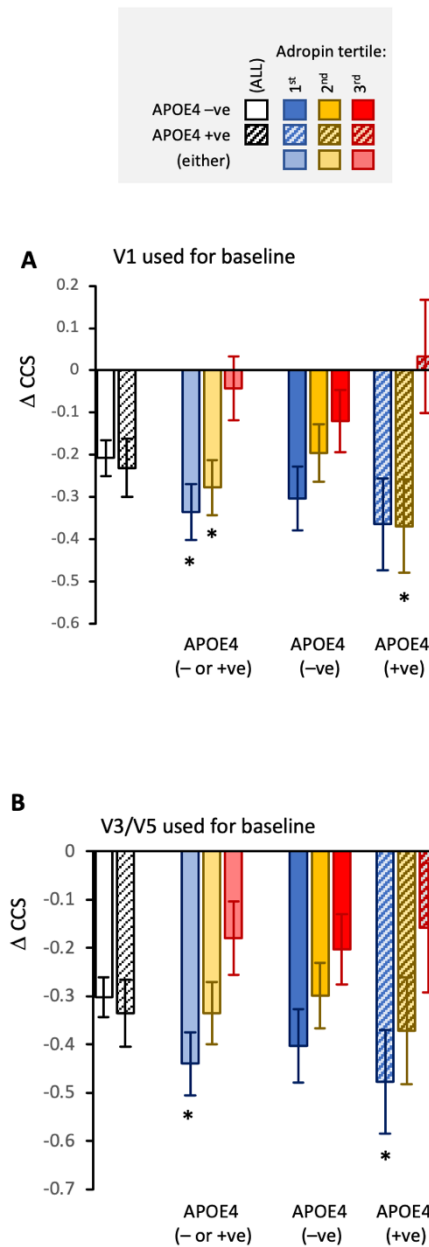 Adropin tertile:
(ALL)
1st
2nd
3rd
APOE4 –ve
APOE4 +ve
(either)
A
V1 used for baseline
0.2
0.1
0
-0.1
-0.2
-0.3
-0.4
-0.5
-0.6
Δ CCS
* *
*
APOE4 APOE4 APOE4
(– or +ve) (–ve) (+ve)
B
V3/V5 used for baseline
0
-0.1
-0.2
-0.3
-0.4
-0.5
-0.6
-0.7
Δ CCS
*
*
APOE4 APOE4 APOE4
(– or +ve) (–ve) (+ve)